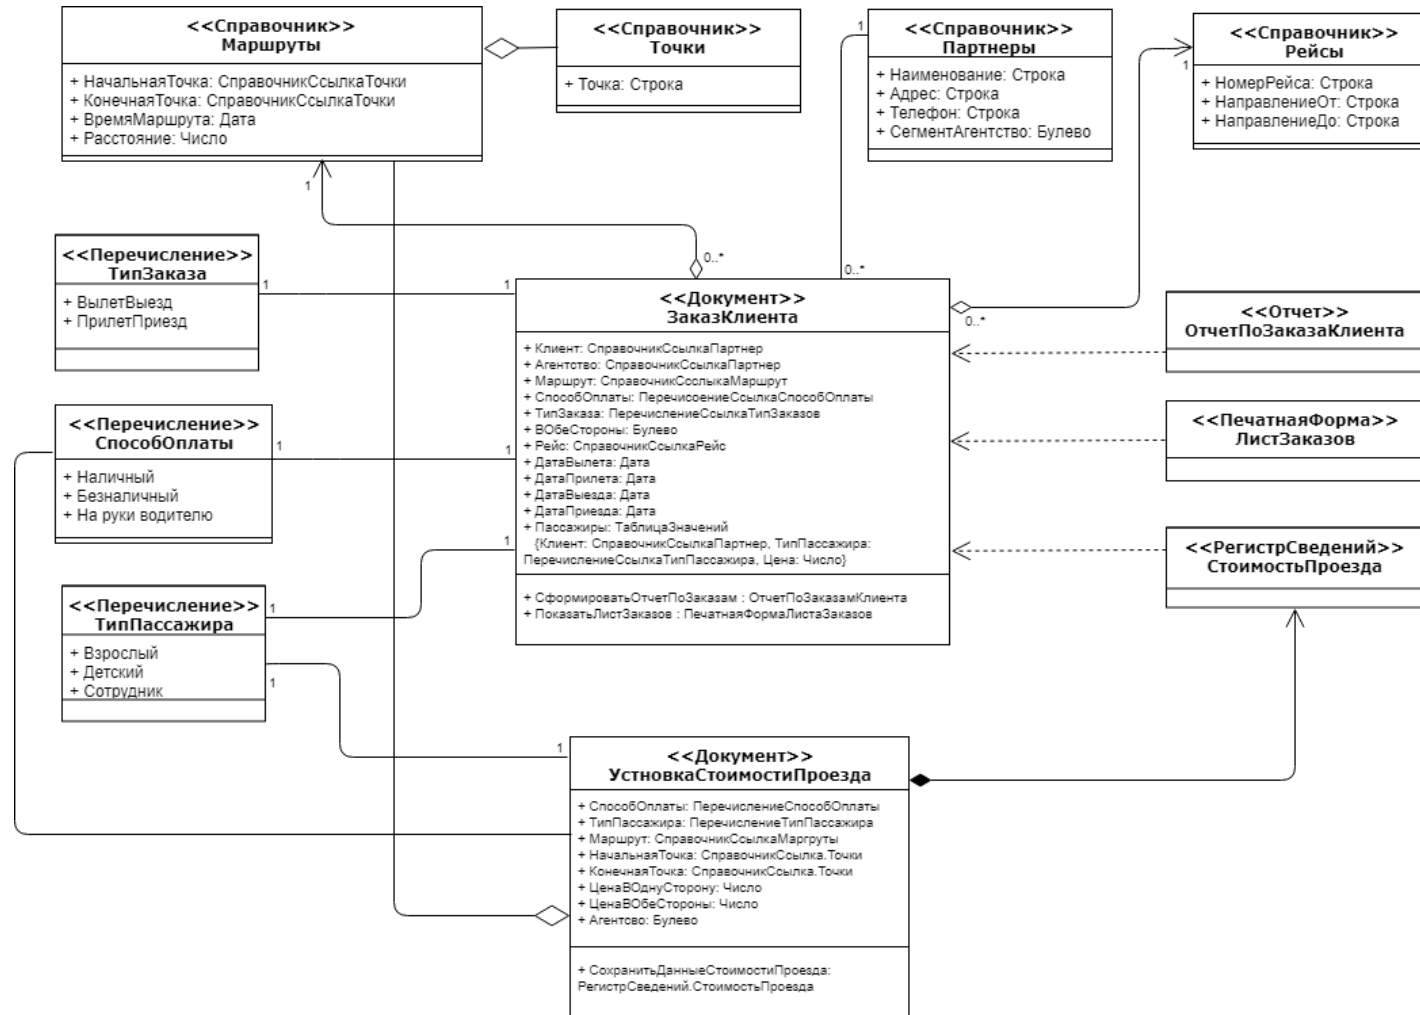 <<Справочник>>
Маршруты
+ НачальнаяТочка: СправочникСсылкаТочки
+ КонечнаяТочка: СправочникСсылкаТочки
+ ВремяМаршрута: Дата
+ Расстояние: Число
<<Справочник>>
Точки
+ Точка: Строка
<<Справочник>>
Партнеры
+ Наименование: Строка
+ Адрес: Строка
+ Телефон: Строка
+ СегментАгентство: Булево
<<Справочник>>
Рейсы
+ НомерРейса: Строка
+ НаправлениеОт: Строка
+ НаправлениеДо: Строка
1
1
1
0..*
0..*
0..*
<<Перечисление>>
ТипЗаказа
+ ВылетВыезд
+ ПрилетПриезд
1
1
<<Документ>>
ЗаказКлиента
+ Клиент: СправочникСсылкаПартнер
+ Агентство: СправочникСсылкаПартнер
+ Маршрут: СправочникСсслыкаМаршрут
+ СпособОплаты: ПеречисоениеСсылкаСпособОплаты
+ ТипЗаказа: ПеречислениеСсылкаТипЗаказов
+ ВОбеСтороны: Булево
+ Рейс: СправочникСсылкаРейс
+ ДатаВылета: Дата
+ ДатаПрилета: Дата
+ ДатаВыезда: Дата
+ ДатаПриезда: Дата
+ Пассажиры: ТаблицаЗначений
{Клиент: СправочникСсылкаПартнер, ТипПассажира:
ПеречислениеСсылкаТипПассажира, Цена: Число}
+ СформироватьОтчетПоЗаказам : ОтчетПоЗаказамКлиента
+ ПоказатьЛистЗаказов : ПечатнаяФормаЛистаЗаказов
<<Отчет>>
ОтчетПоЗаказаКлиента
<<ПечатнаяФорма>>
ЛистЗаказов
<<РегистрСведений>>
СтоимостьПроезда
<<Перечисление>>
СпособОплаты
+ Наличный
+ Безналичный
+ На руки водителю
1
1
<<Перечисление>>
ТипПассажира
+ Взрослый
+ Детский
+ Сотрудник
1
1
1
1
<<Документ>>
УстновкаСтоимостиПроезда
+ СпособОплаты: ПеречислениеСпособОплаты
+ ТипПассажира: ПеречислениеТипПассажира
+ Маршрут: СправочникСсылкаМаргруты
+ НачальнаяТочка: СправочникСсылка.Точки
+ КонечнаяТочка: СправочникСсылка.Точки
+ ЦенаВОднуСторону: Число
+ ЦенаВОбеСтороны: Число
+ Агентсво: Булево
+ СохранитьДанныеСтоимостиПроезда:
РегистрСведений.СтоимостьПроезда